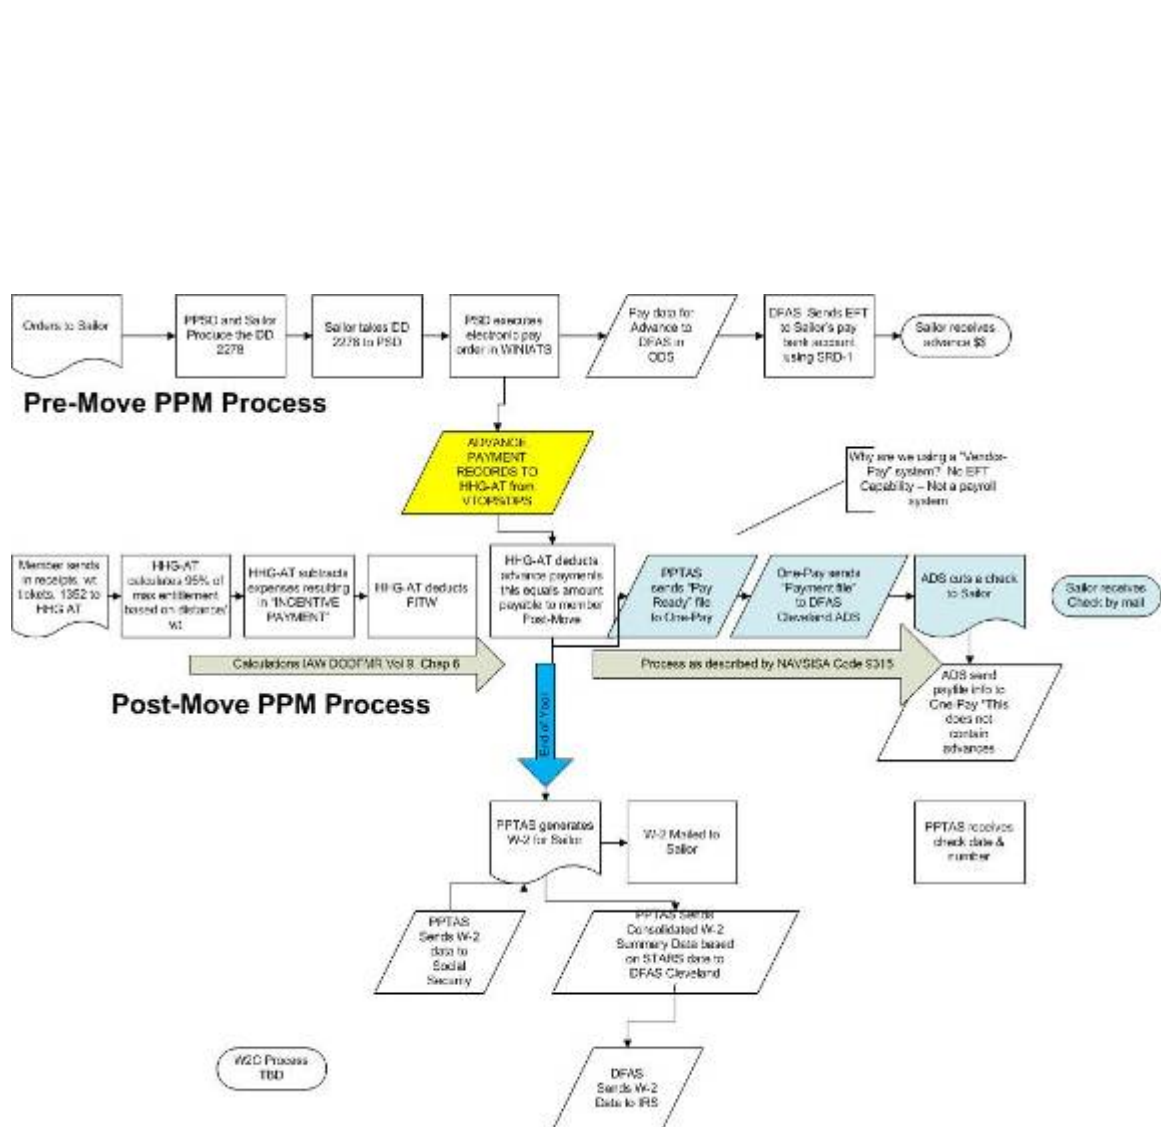 Orders to Sailor
PPSO and Sailor
Procuce the DD
2278
Sailor takes DD
2278 to PSD
PSD executes
electronic pay
order in WINIATS
Pay data for
Advance to
DFAS in
ODS
DFAS Sends EFT
to Sailor's pay
bank account
using SRD-1
Sailor receives
advance $$
Pre-Move PPM Process
ADVANCE
PAYMENT
RECORDS TO
HHG-AT from
VTOPS/DPS
Why are we using a "Vendor-
Pay" system? No EFT
Capability – Not a payroll
system
Member sends
in receipts, wt
tickets, 1352 to
HHG AT
HHG-AT
calculates 95% of
max entitlement
based on distance/
wt
HHG-AT subtracts
expenses resulting
in "INCENTIVE
PAYMENT"
HHG-AT deducts
FITW
HHG-AT deducts
advance payments
this equals amount
payable to member
Post-Move
PPTAS
sends "Pay
Ready" file
to One-Pay
One-Pay sends
"Payment file"
to DFAS
Cleveland ADS
ADS cuts a check
to Sailor
Sailor receives
Check by mail
Calculations IAW DODFMR Vol 9, Chap 6
Process as described by NAVSISA Code 9315
Post-Move PPM Process
ADS send
payfile info to
One-Pay "This
does not
contain
advances
End of Year
PPTAS generates
W-2 for Sailor
W-2 Mailed to
Sailor
PPTAS receives
check date &
number
PPTAS
Sends W-2
data to
Social
Security
PPTAS Sends
Consolidated W-2
Summary Data based
on STARS date to
DFAS Cleveland
W2C Process
TBD
DFAS
Sends W-2
Data to IRS